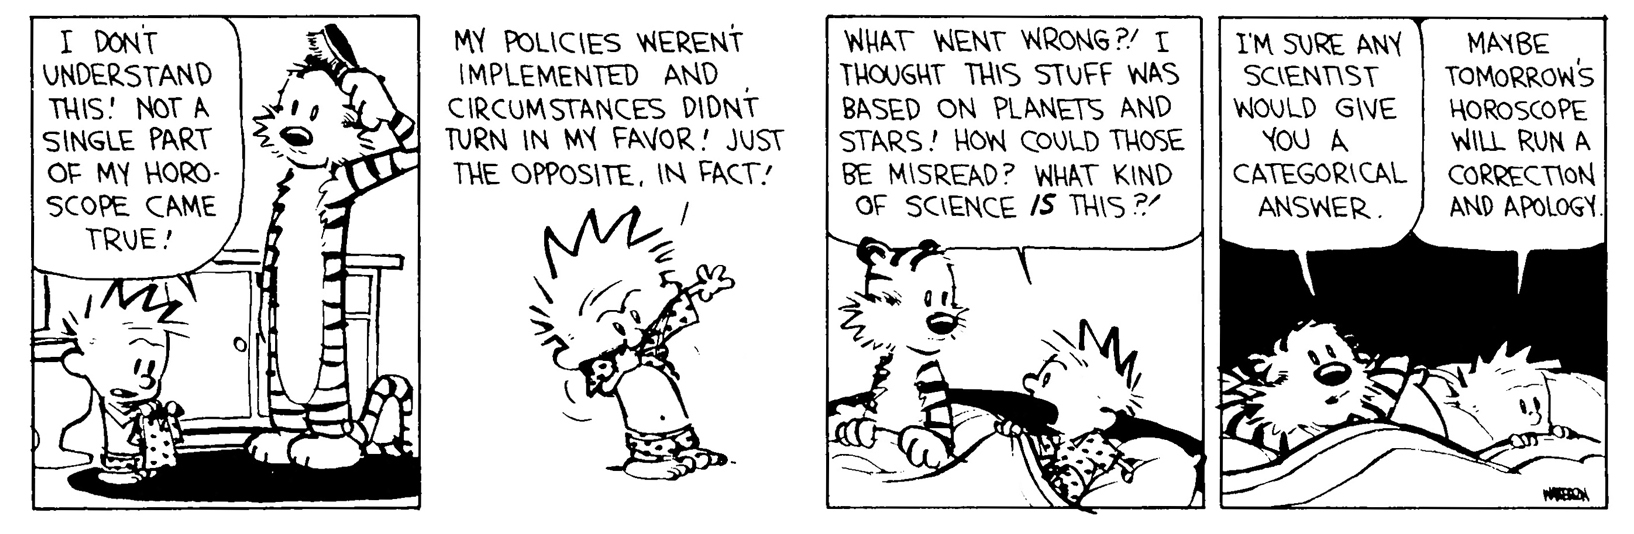 I DON'T
UNDERSTAND
THIS! NOT A
SINGLE PART
OF MY HORO-
SCOPE CAME
TRUE!
MY POLICIES WEREN'T
IMPLEMENTED AND
CIRCUMSTANCES DIDN'T
TURN IN MY FAVOR! JUST
THE OPPOSITE, IN FACT!
WHAT WENT WRONG?! I
THOUGHT THIS STUFF WAS
BASED ON PLANETS AND
STARS! HOW COULD THOSE
BE MISREAD? WHAT KIND
OF SCIENCE IS THIS?!
I'M SURE ANY
SCIENTIST
WOULD GIVE
YOU A
CATEGORICAL
ANSWER.
MAYBE
TOMORROW'S
HOROSCOPE
WILL RUN A
CORRECTION
AND APOLOGY.
WATTERSON